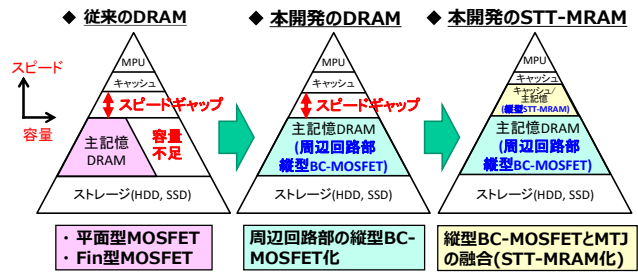 ◆ 従来のDRAM
◆ 本開発のDRAM
◆ 本開発のSTT-MRAM
スピード
容量
MPU
キャッシュ
スピードギャップ
主記憶
DRAM
容量
不足
ストレージ(HDD, SSD)
・ 平面型MOSFET
・ Fin型MOSFET
MPU
キャッシュ
スピードギャップ
主記憶DRAM
(周辺回路部
縦型BC-MOSFET)
ストレージ(HDD, SSD)
周辺回路部の縦型BC-
MOSFET化
MPU
キャッシュ
キャッシュ/
主記憶
(縦型STT-MRAM)
主記憶DRAM
(周辺回路部
縦型BC-MOSFET)
ストレージ(HDD, SSD)
縦型BC-MOSFETとMTJ
の融合(STT-MRAM化)